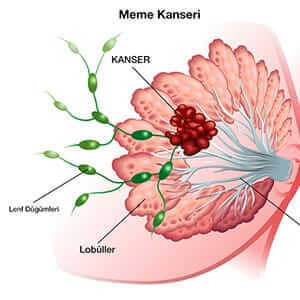 Meme Kanseri
KANSER
Lenf Düğümleri
Lobüller